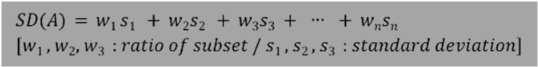 SD(A) = w₁s₁ + w₂s₂ + w₃s₃ + ⋯ + wₙsₙ
[w₁, w₂, w₃ : ratio of subset / s₁, s₂, s₃ : standard deviation]